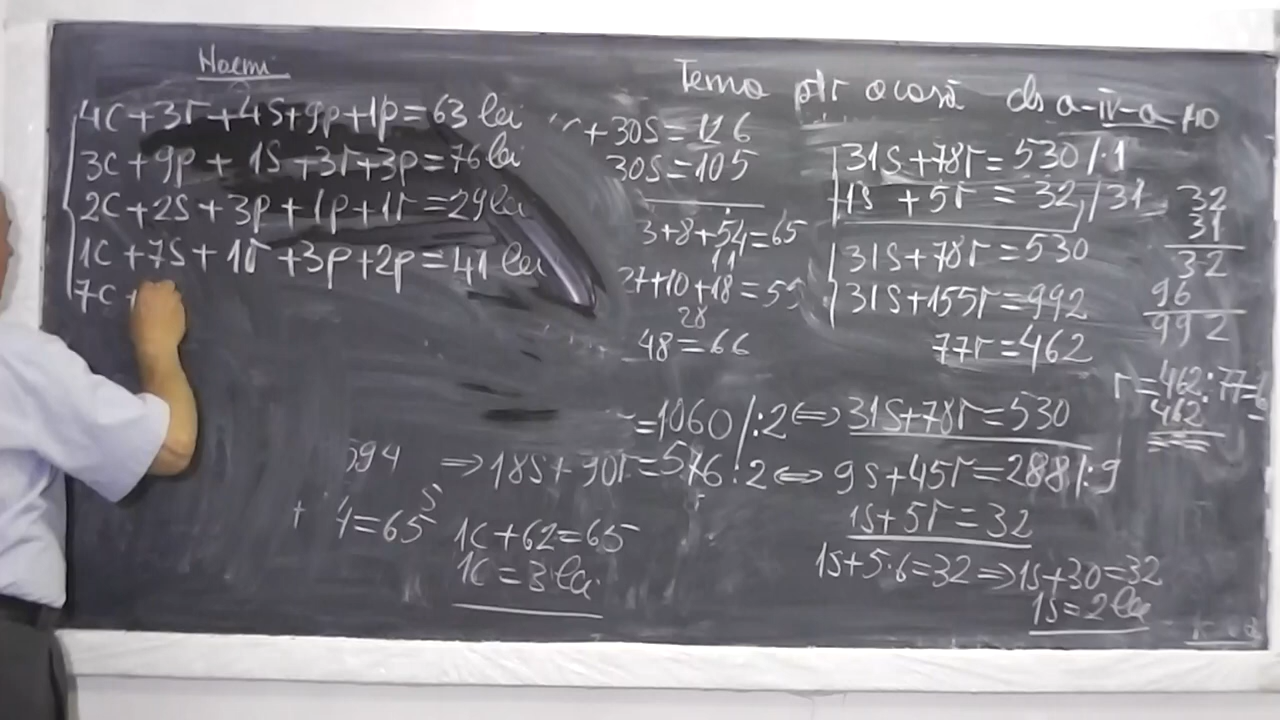 Noemi
4C+3r+4S+9p+1p=63 lei
3C+9p+1S+3r+3p=76 lei
2C+2S+3p+1p+1r=29 lei
1C+7S+1r+3p+2p=41 lei
7C+
+30S=126
30S=105
3+8+54=65
11
27+10+18=55
28
48=66
Tema ptr acasă cls a-IV-a
31S+78r=530/·1
1S+5r=32/31
31S+78r=530
31S+155r=992
77r=462
32
31
32
96
992
r=462:77=6
462
=1060/:2⇔31S+78r=530
594 ⇒18S+90r=576:2⇔9S+45r=288/:9
1S+5r=32
4=65 1C+62=65
1S+5·6=32⇒1S+30=32
1C=3 lei
1S=2 lei